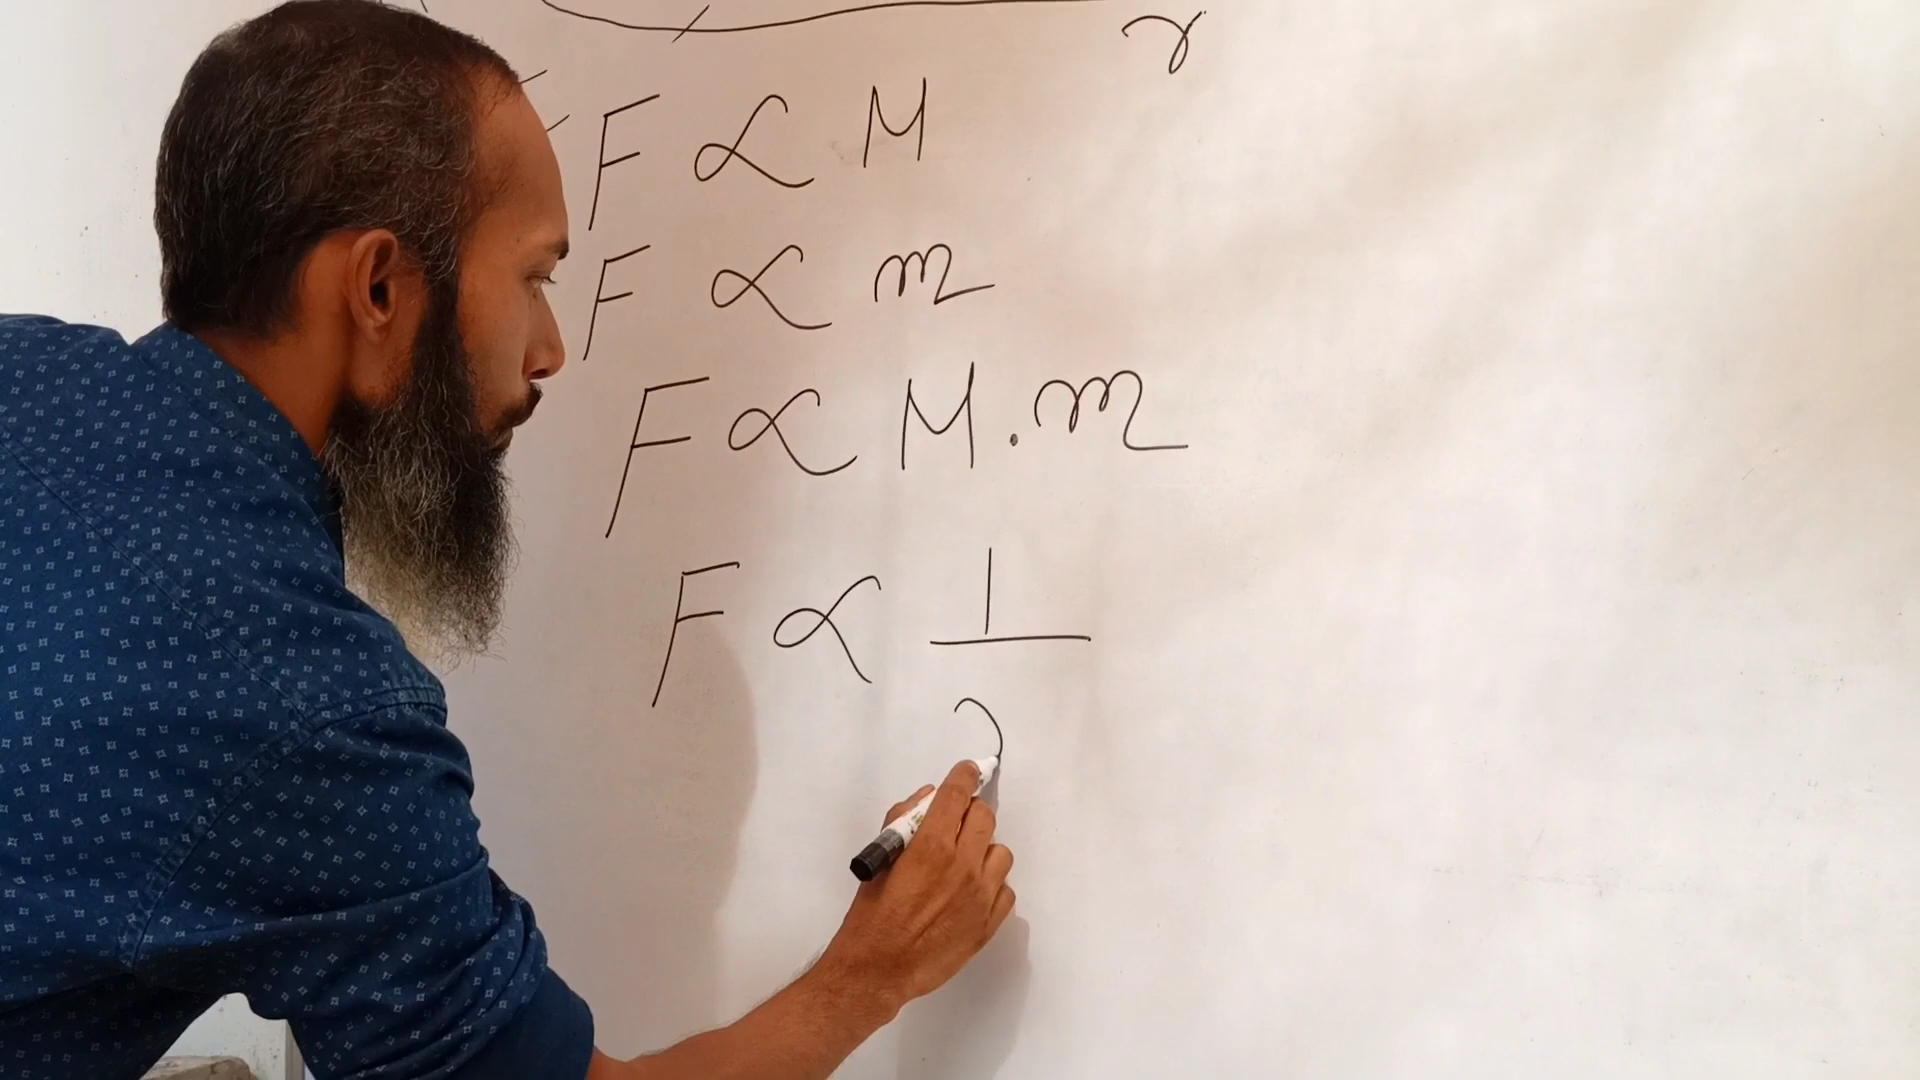 r
F ∝ M
F ∝ m
F ∝ M.m
F ∝ 1/